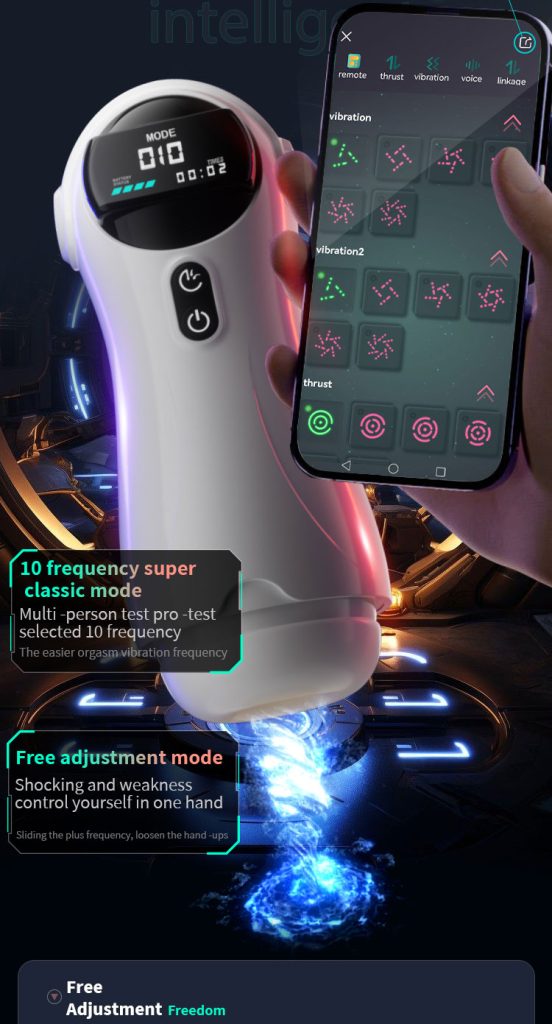 remote thrust vibration voice linkage
vibration
MODE
010
BATTERY STATUS
TIMES
00:02
vibration2
thrust
10 frequency super
classic mode
Multi -person test pro -test
selected 10 frequency
The easier orgasm vibration frequency
Free adjustment mode
Shocking and weakness
control yourself in one hand
Sliding the plus frequency, loosen the hand -ups
Free
Adjustment Freedom